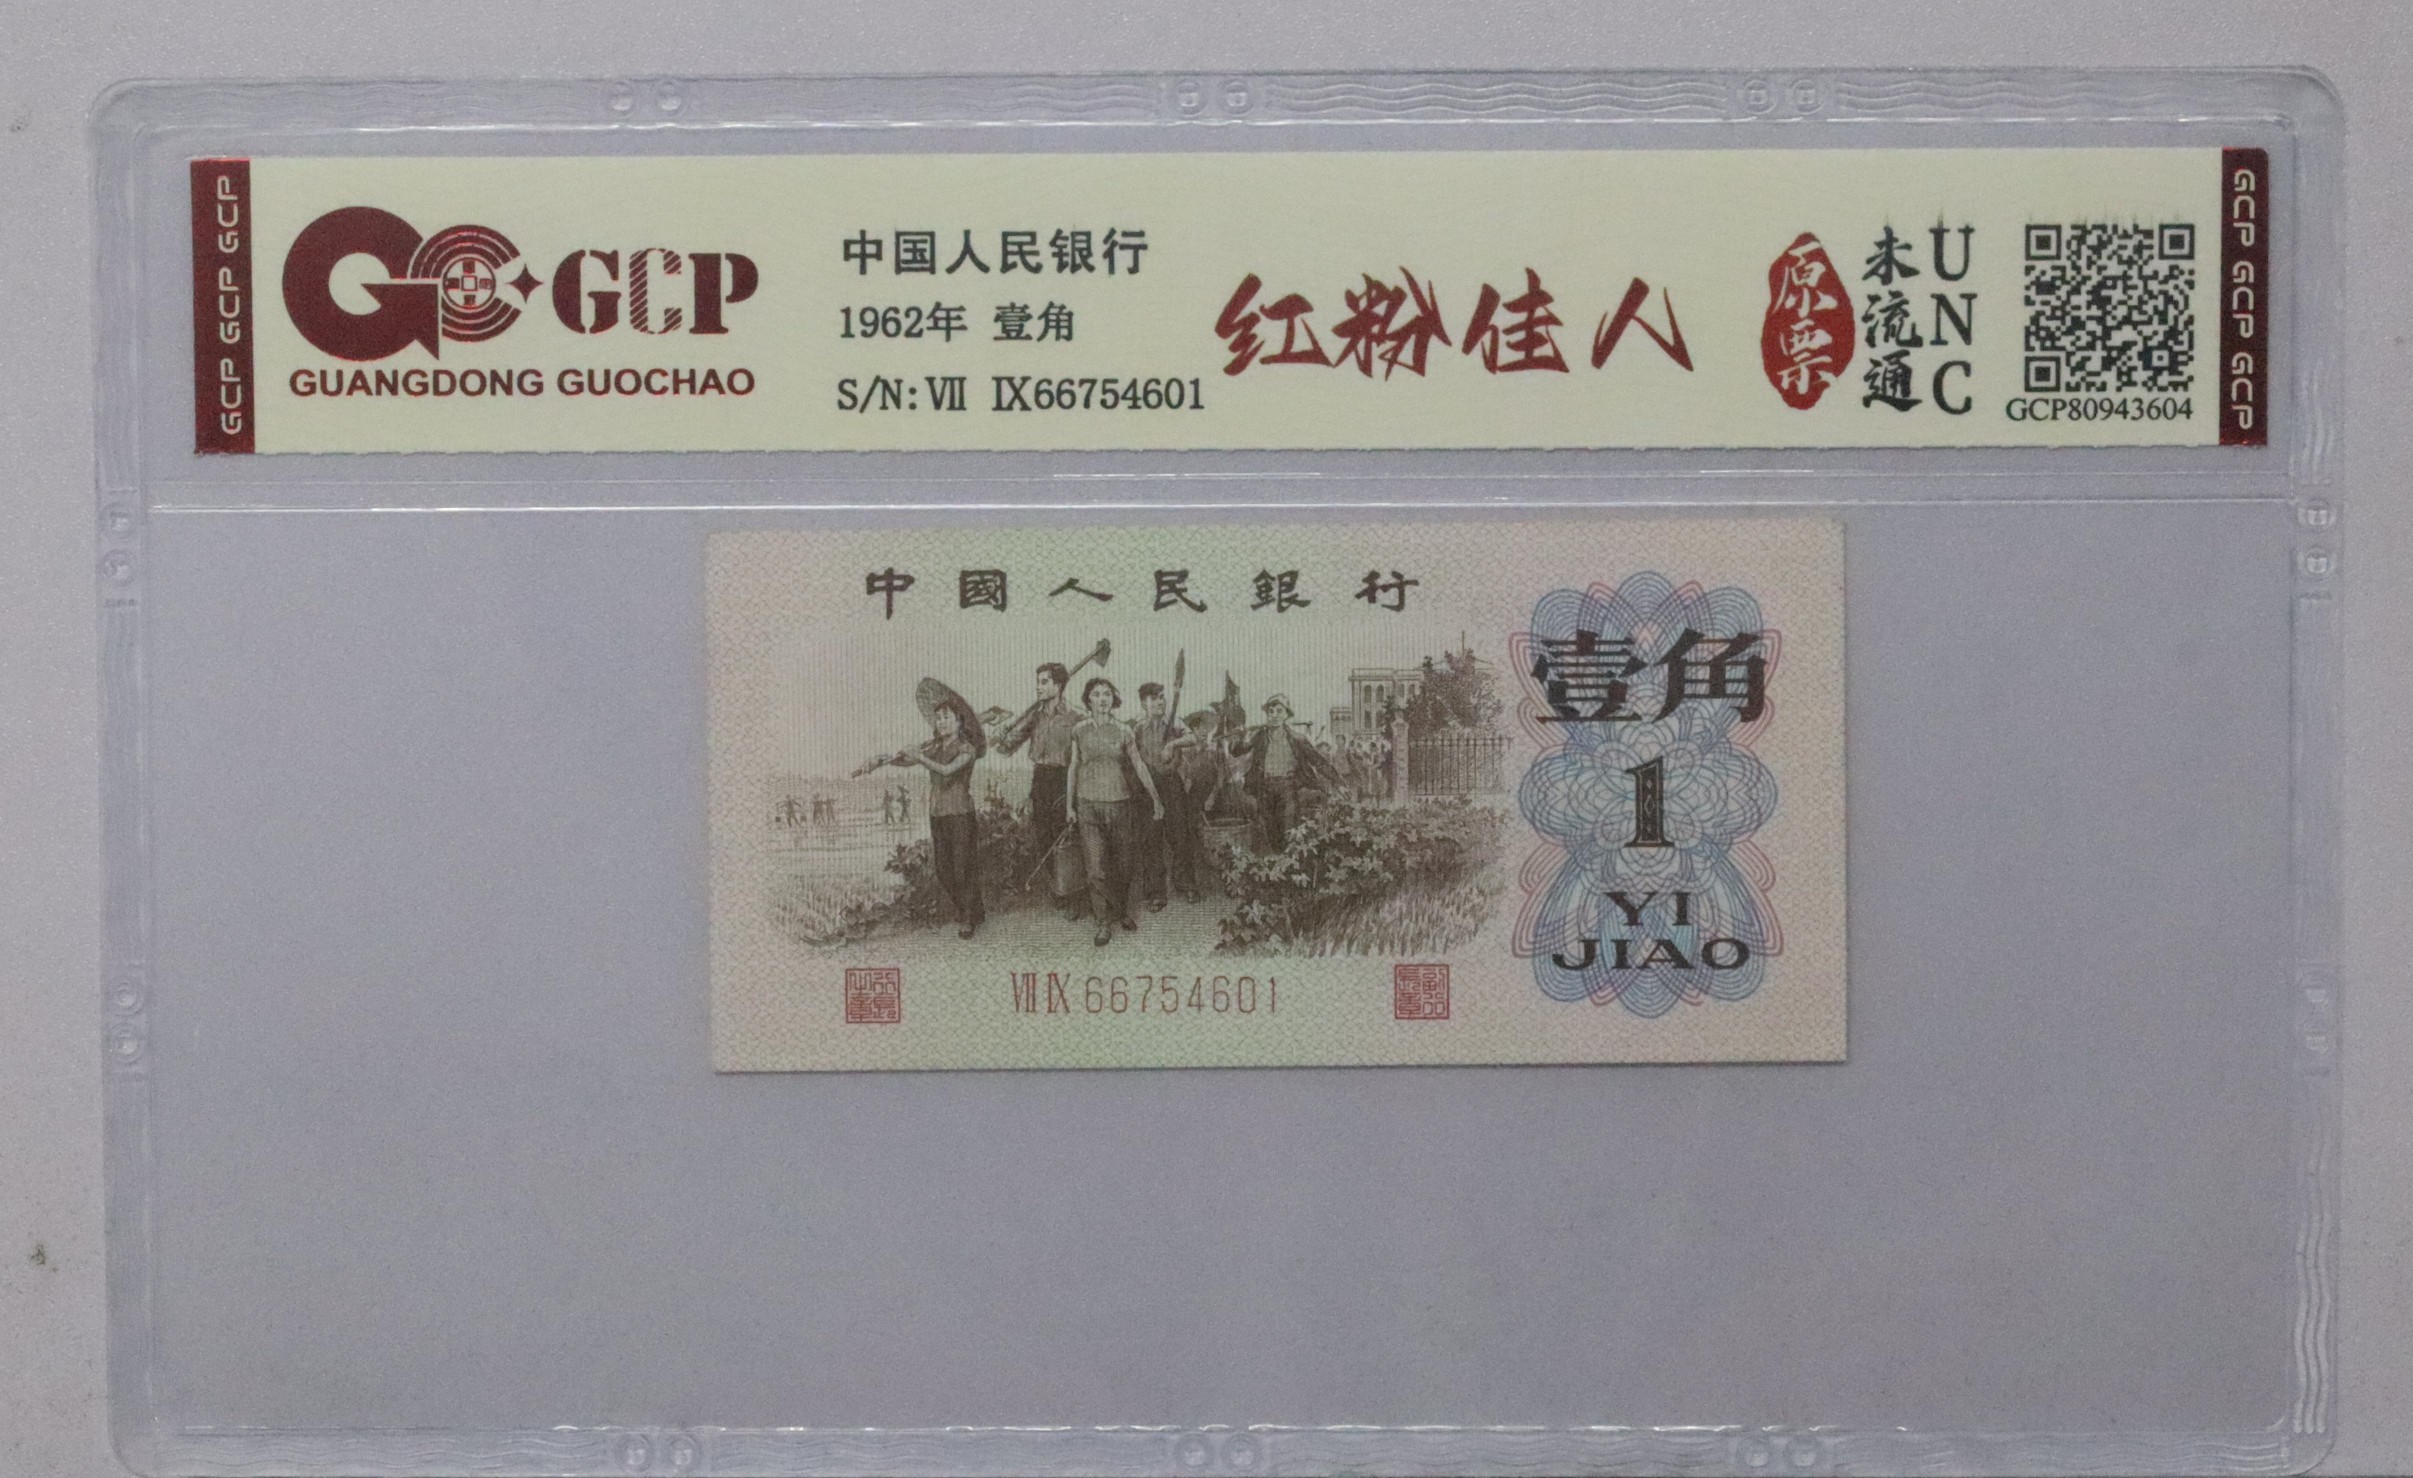 GCP GCP GCP
GCP
GUANGDONG GUOCHAO
中国人民银行
1962年 壹角
S/N: Ⅶ Ⅸ66754601
红粉佳人
原票
未流通
UNC
GCP80943604
GCP GCP GCP
中國人民銀行
壹角
1
YI
JIAO
ⅦⅨ66754601